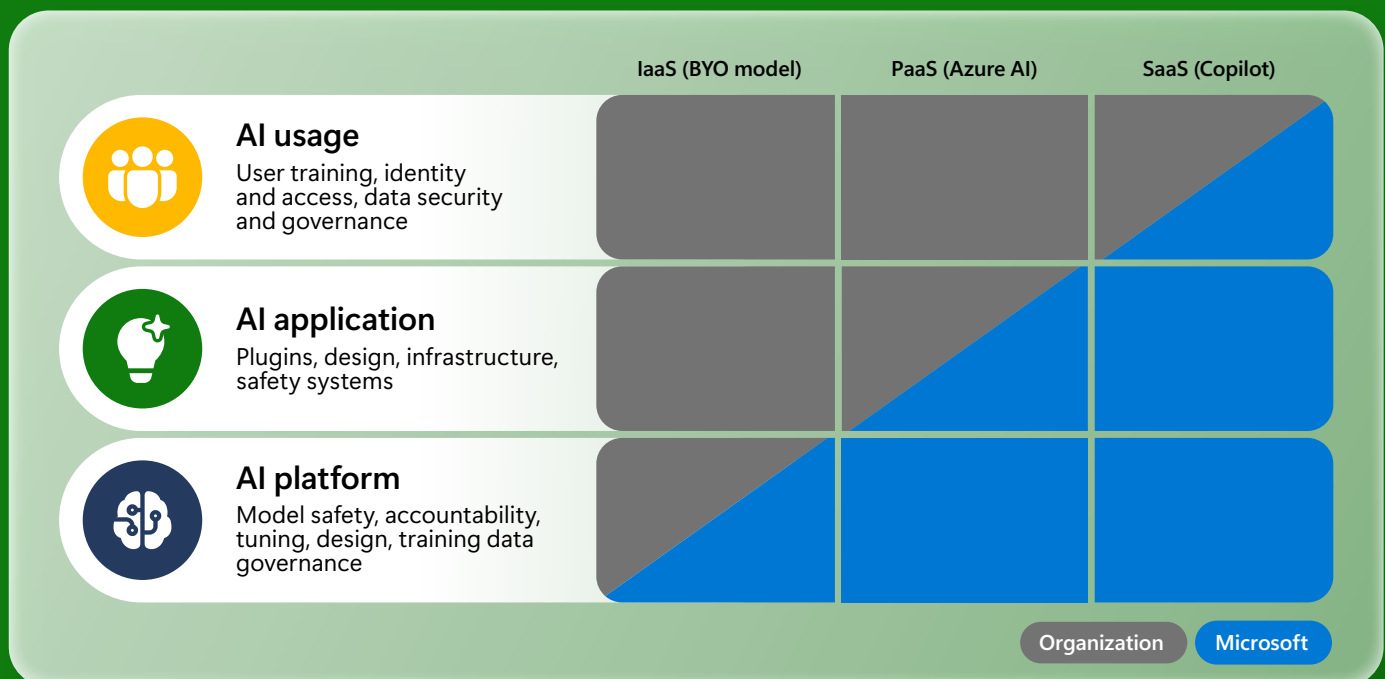 IaaS (BYO model) PaaS (Azure AI) SaaS (Copilot)
AI usage
User training, identity
and access, data security
and governance
AI application
Plugins, design, infrastructure,
safety systems
AI platform
Model safety, accountability,
tuning, design, training data
governance
Organization Microsoft